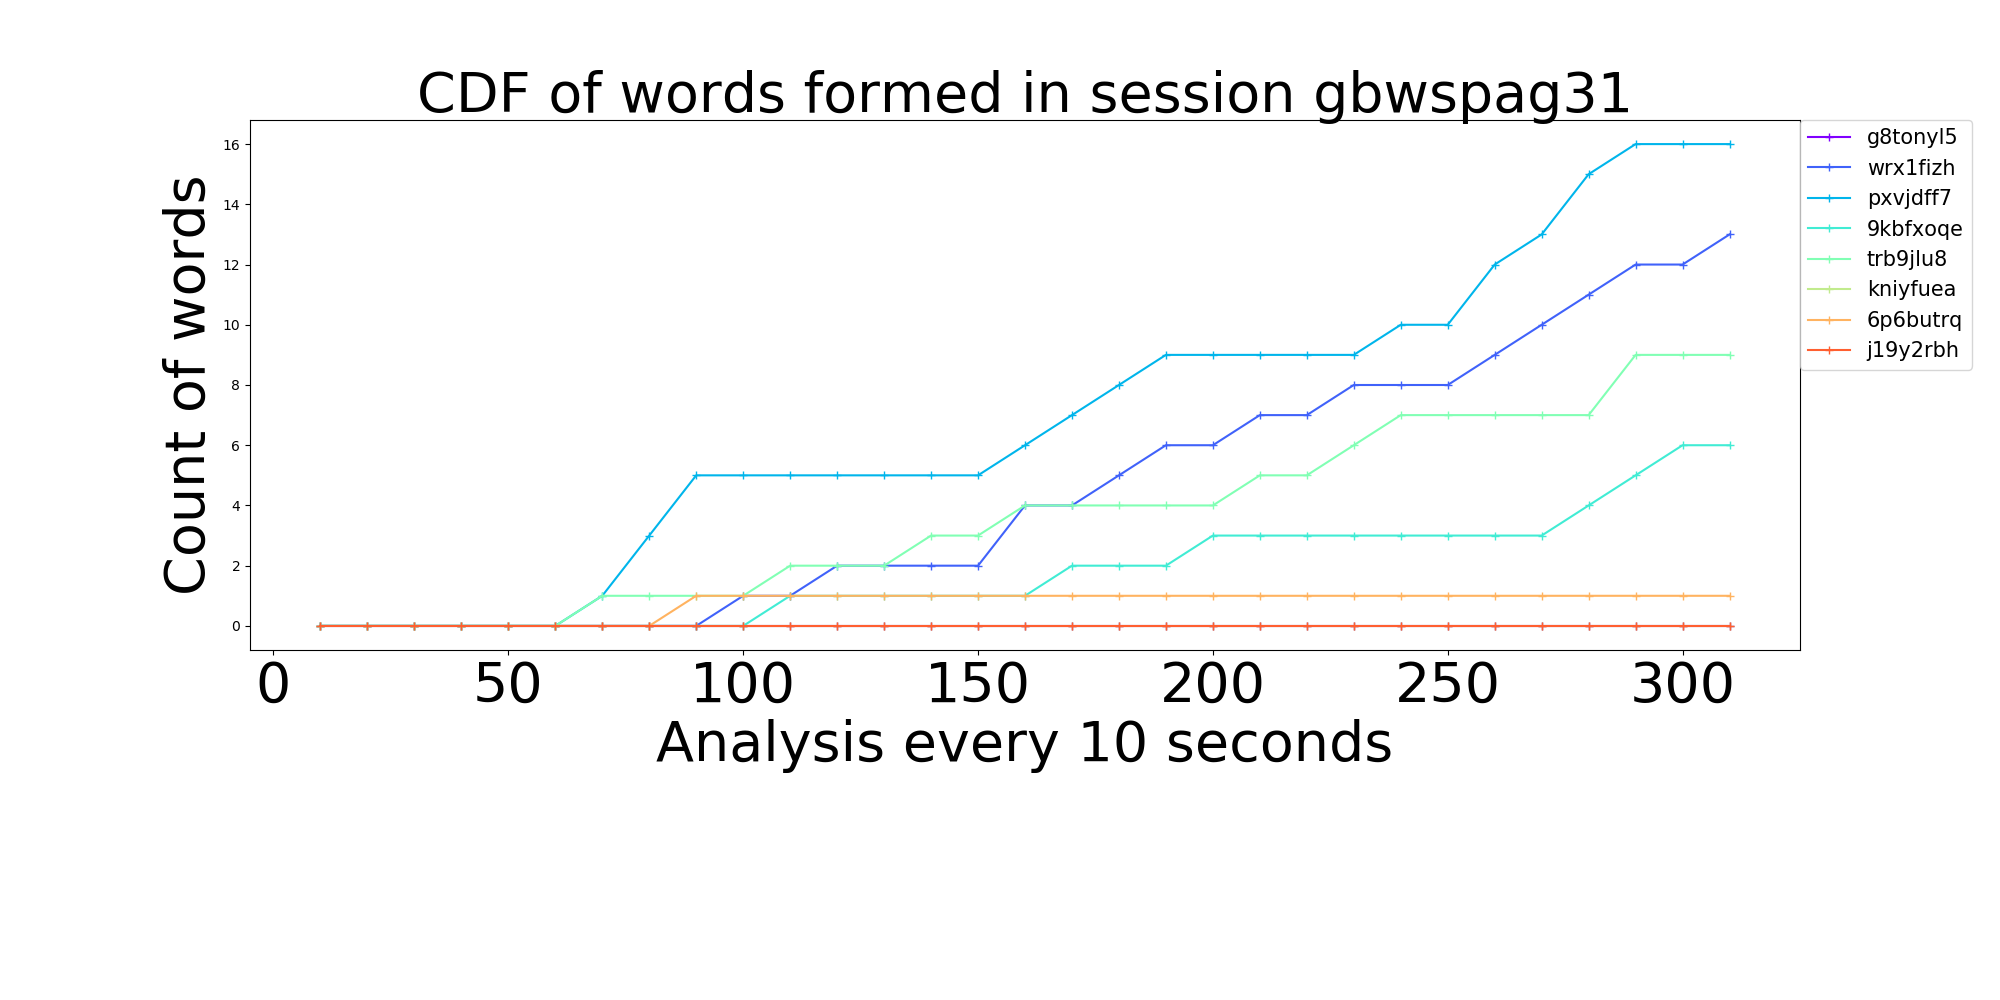 CDF of words formed in session gbwspag31
Count of words
16
14
12
10
8
6
4
2
0
0 50 100 150 200 250 300
Analysis every 10 seconds
g8tonyl5
wrx1fizh
pxvjdff7
9kbfxoqe
trb9jlu8
kniyfuea
6p6butrq
j19y2rbh